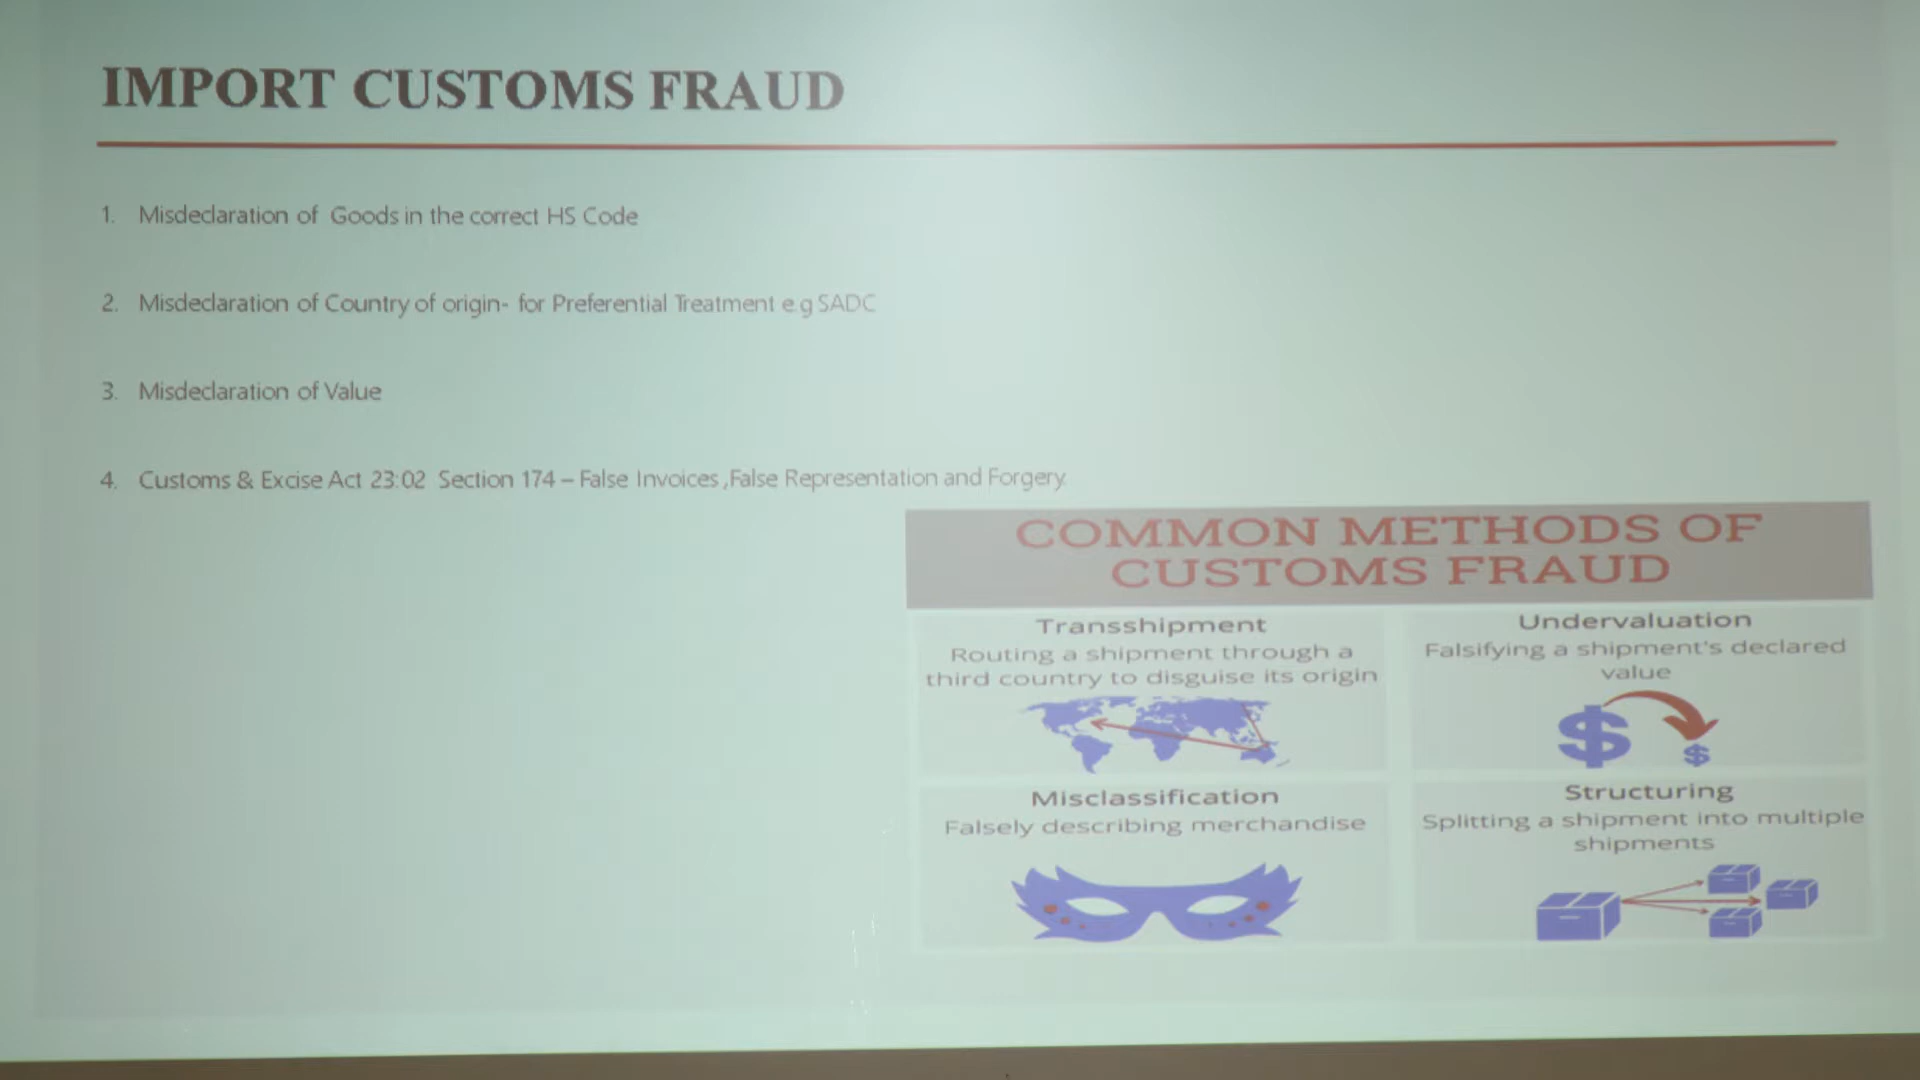 IMPORT CUSTOMS FRAUD
1. Misdeclaration of Goods in the correct HS Code
2. Misdeclaration of Country of origin- for Preferential Treatment e.g SADC
3. Misdeclaration of Value
4. Customs & Excise Act 23:02 Section 174 – False Invoices ,False Representation and Forgery.
COMMON METHODS OF
CUSTOMS FRAUD
Transshipment
Routing a shipment through a
third country to disguise its origin
Undervaluation
Falsifying a shipment's declared
value
$
$
Misclassification
Falsely describing merchandise
Structuring
Splitting a shipment into multiple
shipments